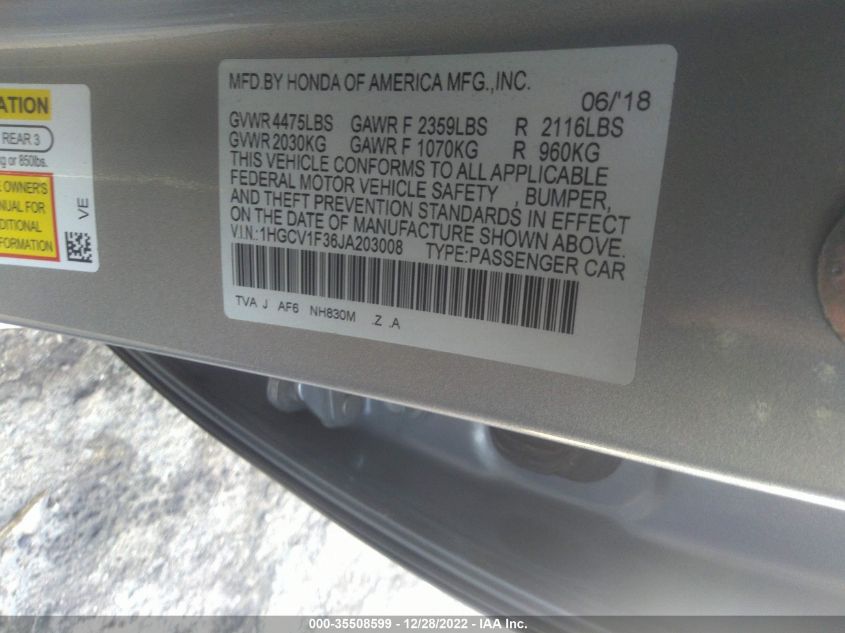 ATION
REAR 3
g or 850lbs.
OWNER'S
NUAL FOR
DITIONAL
FORMATION
VE
MFD.BY HONDA OF AMERICA MFG.,INC.
06/'18
GVWR 4475LBS GAWR F 2359LBS R 2116LBS
GVWR 2030KG GAWR F 1070KG R 960KG
THIS VEHICLE CONFORMS TO ALL APPLICABLE
FEDERAL MOTOR VEHICLE SAFETY , BUMPER,
AND THEFT PREVENTION STANDARDS IN EFFECT
ON THE DATE OF MANUFACTURE SHOWN ABOVE.
V.I.N.:1HGCV1F36JA203008 TYPE:PASSENGER CAR
TVA J AF6 NH830M .Z .A
000-35508599 - 12/28/2022 - IAA Inc.